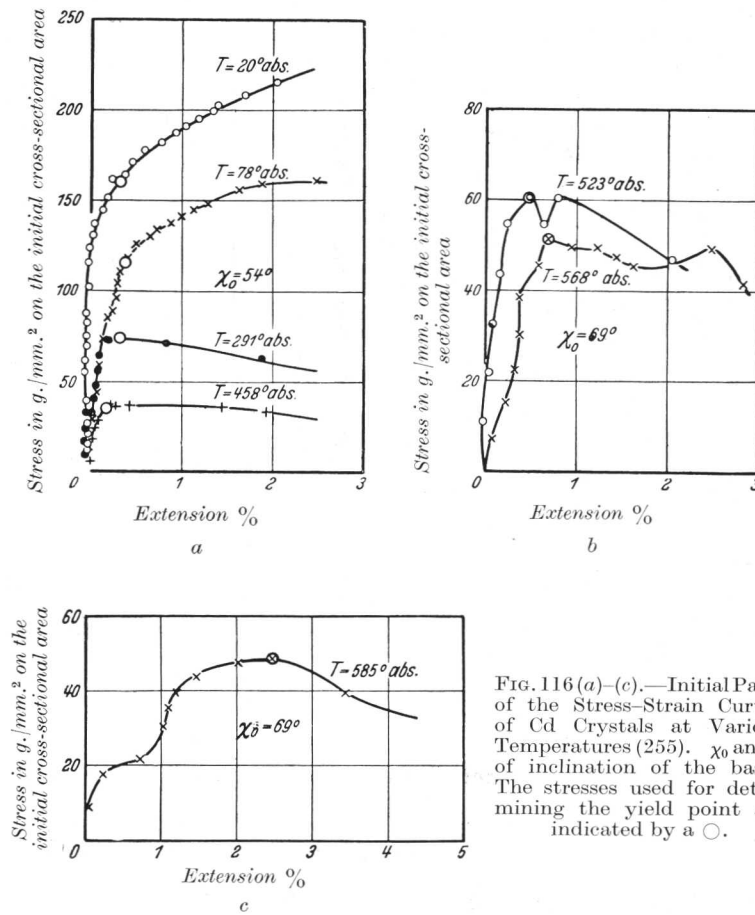 Stress in g./mm.² on the initial cross-sectional area
250
200
150
100
50
0
1
2
3
T=20°abs.
T=78°abs.
χ₀=54°
T=291°abs.
T=458°abs.
Extension %
a
Stress in g./mm.² on the initial cross-
sectional area
80
60
40
20
0
1
2
3
T=523°abs.
T=568° abs.
χ₀=69°
Extension %
b
Stress in g./mm.² on the
initial cross-sectional area
60
40
20
0
1
2
3
4
5
T=585° abs.
χ₀=69°
Extension %
c
FIG. 116 (a)–(c).—Initial Pa
of the Stress–Strain Cur
of Cd Crystals at Vario
Temperatures (255). χ₀ an
of inclination of the ba
The stresses used for det
mining the yield point
indicated by a ○.